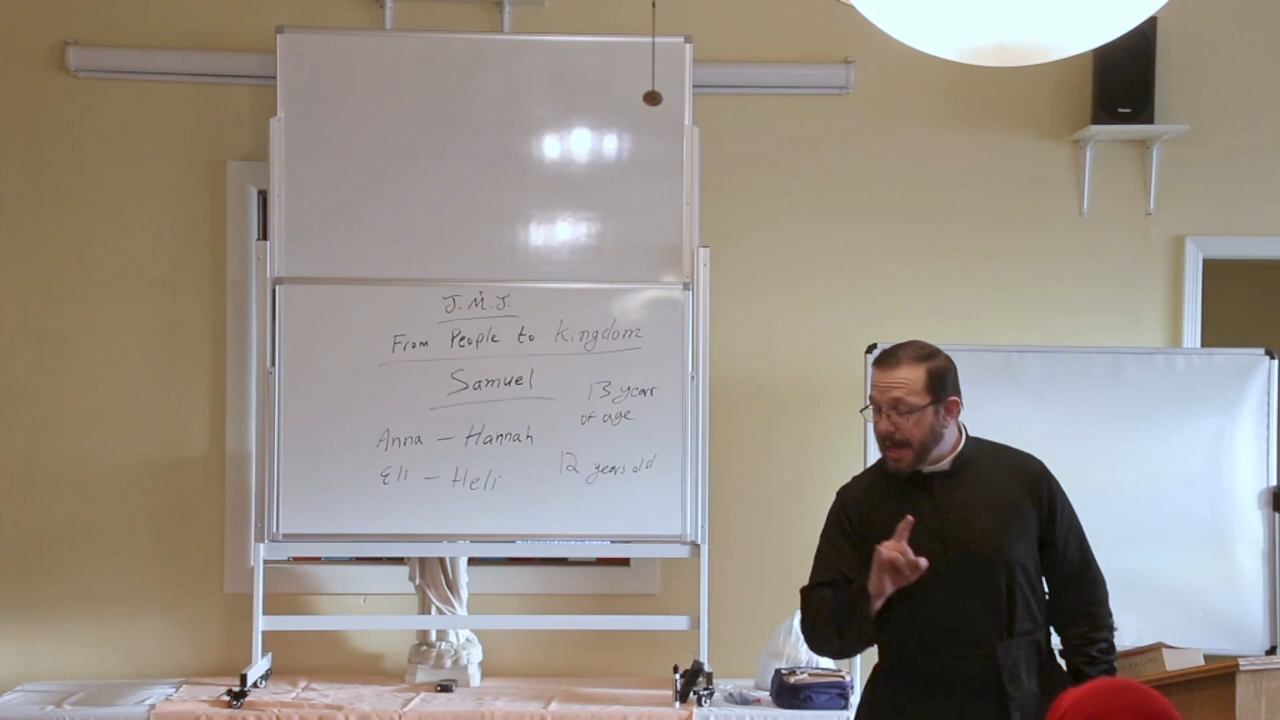 J.M.J.
From People to Kingdom
Samuel
13 years
of age
Anna — Hannah
12 years old
Eli — Heli